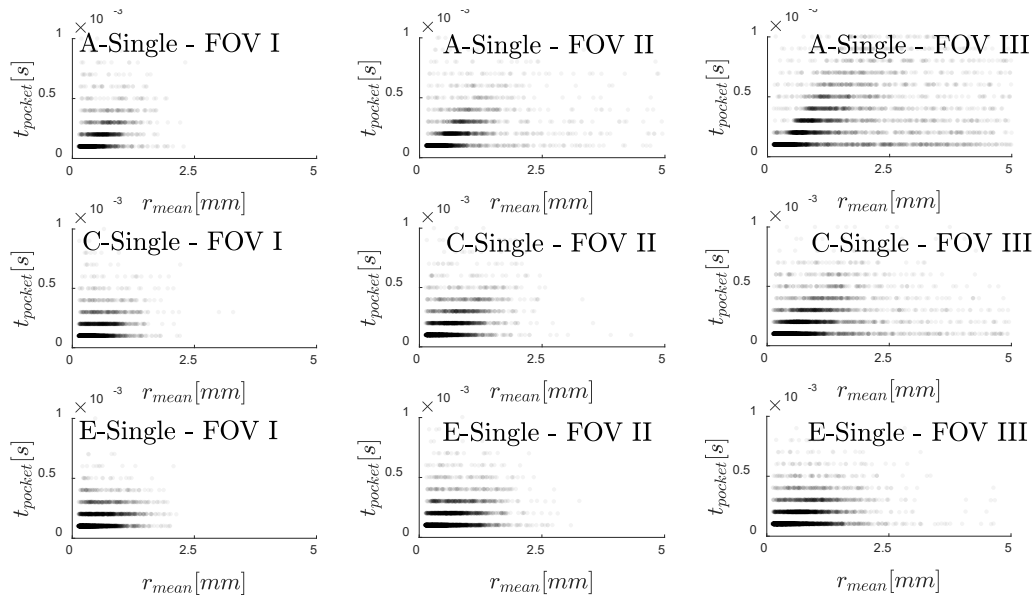 × 10 -3 × 10 -3 × 10 -3
1 1 1
A-Single - FOV I A-Single - FOV II A-Single - FOV III
t_pocket[s] t_pocket[s] t_pocket[s]
0.5 0.5 0.5
0 0 0
0 2.5 5 0 2.5 5 0 2.5 5
r_mean[mm] r_mean[mm] r_mean[mm]
× 10 -3 × 10 -3 × 10 -3
1 1 1
C-Single - FOV I C-Single - FOV II C-Single - FOV III
t_pocket[s] t_pocket[s] t_pocket[s]
0.5 0.5 0.5
0 0 0
0 2.5 5 0 2.5 5 0 2.5 5
r_mean[mm] r_mean[mm] r_mean[mm]
× 10 -3 × 10 -3 × 10 -3
1 1 1
E-Single - FOV I E-Single - FOV II E-Single - FOV III
t_pocket[s] t_pocket[s] t_pocket[s]
0.5 0.5 0.5
0 0 0
0 2.5 5 0 2.5 5 0 2.5 5
r_mean[mm] r_mean[mm] r_mean[mm]